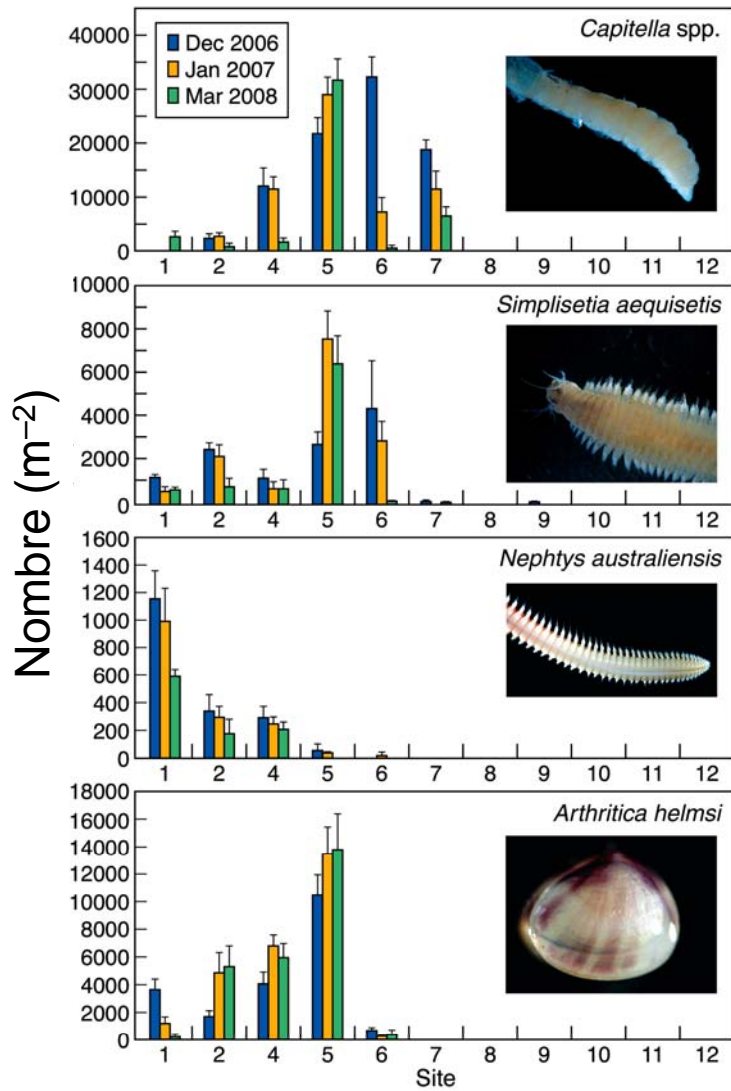 Nombre (m⁻²)
Capitella spp.
Dec 2006
Jan 2007
Mar 2008
40000
30000
20000
10000
0
1 2 4 5 6 7 8 9 10 11 12
Simplisetia aequisetis
10000
8000
6000
4000
2000
0
1 2 4 5 6 7 8 9 10 11 12
Nephtys australiensis
1600
1400
1200
1000
800
600
400
200
0
1 2 4 5 6 7 8 9 10 11 12
Arthritica helmsi
18000
16000
14000
12000
10000
8000
6000
4000
2000
0
1 2 4 5 6 7 8 9 10 11 12
Site